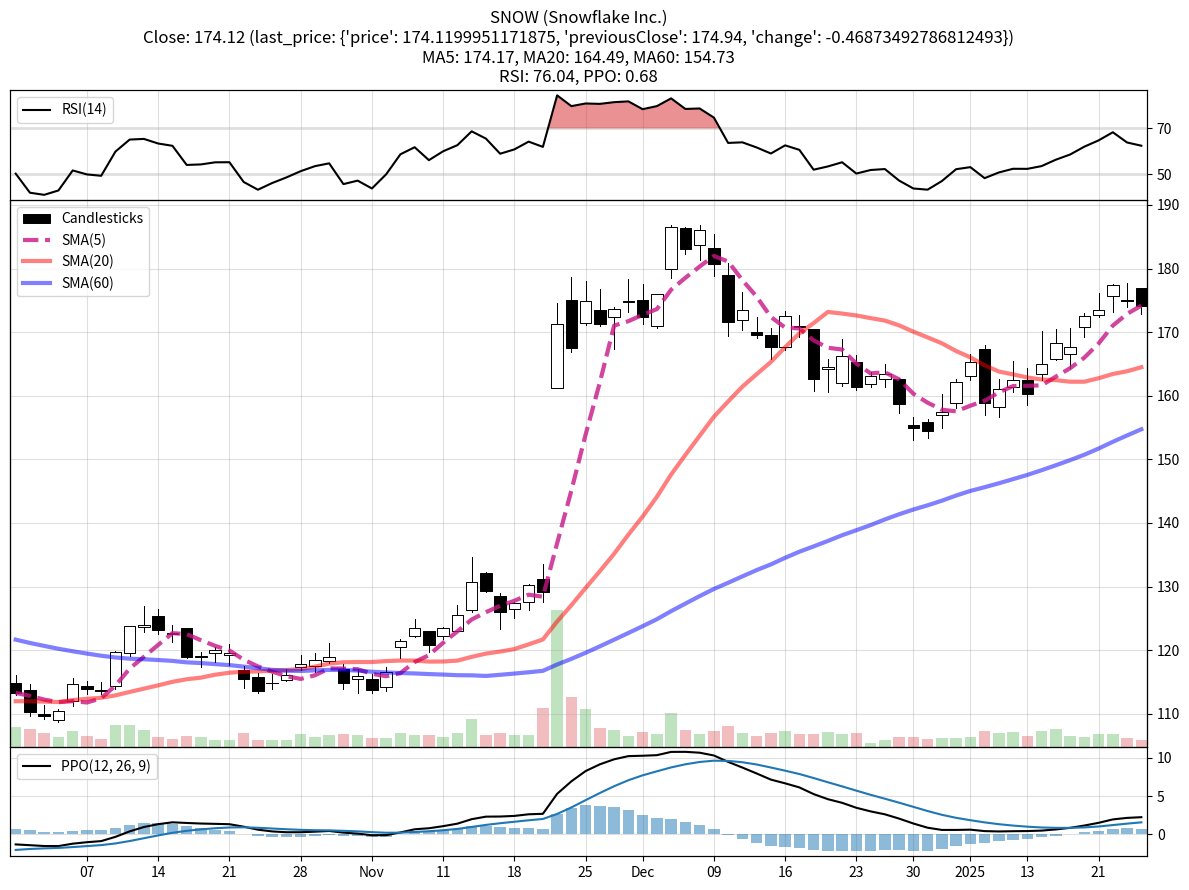 SNOW (Snowflake Inc.)
Close: 174.12 (last_price: {'price': 174.1199951171875, 'previousClose': 174.94, 'change': -0.46873492786812493})
MA5: 174.17, MA20: 164.49, MA60: 154.73
RSI: 76.04, PPO: 0.68
RSI(14)
70
50
Candlesticks
SMA(5)
SMA(20)
SMA(60)
190
180
170
160
150
140
130
120
110
PPO(12, 26, 9)
10
5
0
07 14 21 28 Nov 11 18 25 Dec 09 16 23 30 2025 13 21